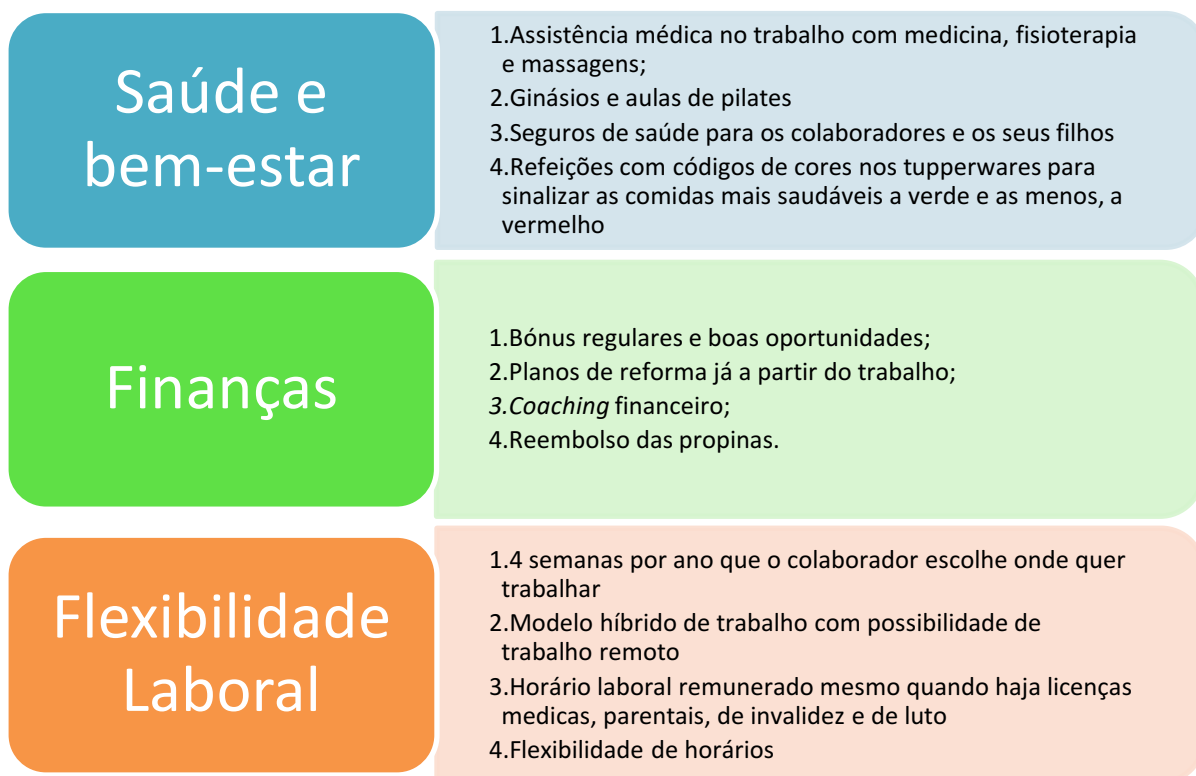 Saúde e
bem-estar
1.Assistência médica no trabalho com medicina, fisioterapia
e massagens;
2.Ginásios e aulas de pilates
3.Seguros de saúde para os colaboradores e os seus filhos
4.Refeições com códigos de cores nos tupperwares para
sinalizar as comidas mais saudáveis a verde e as menos, a
vermelho
Finanças
1.Bónus regulares e boas oportunidades;
2.Planos de reforma já a partir do trabalho;
3.Coaching financeiro;
4.Reembolso das propinas.
Flexibilidade
Laboral
1.4 semanas por ano que o colaborador escolhe onde quer
trabalhar
2.Modelo híbrido de trabalho com possibilidade de
trabalho remoto
3.Horário laboral remunerado mesmo quando haja licenças
medicas, parentais, de invalidez e de luto
4.Flexibilidade de horários